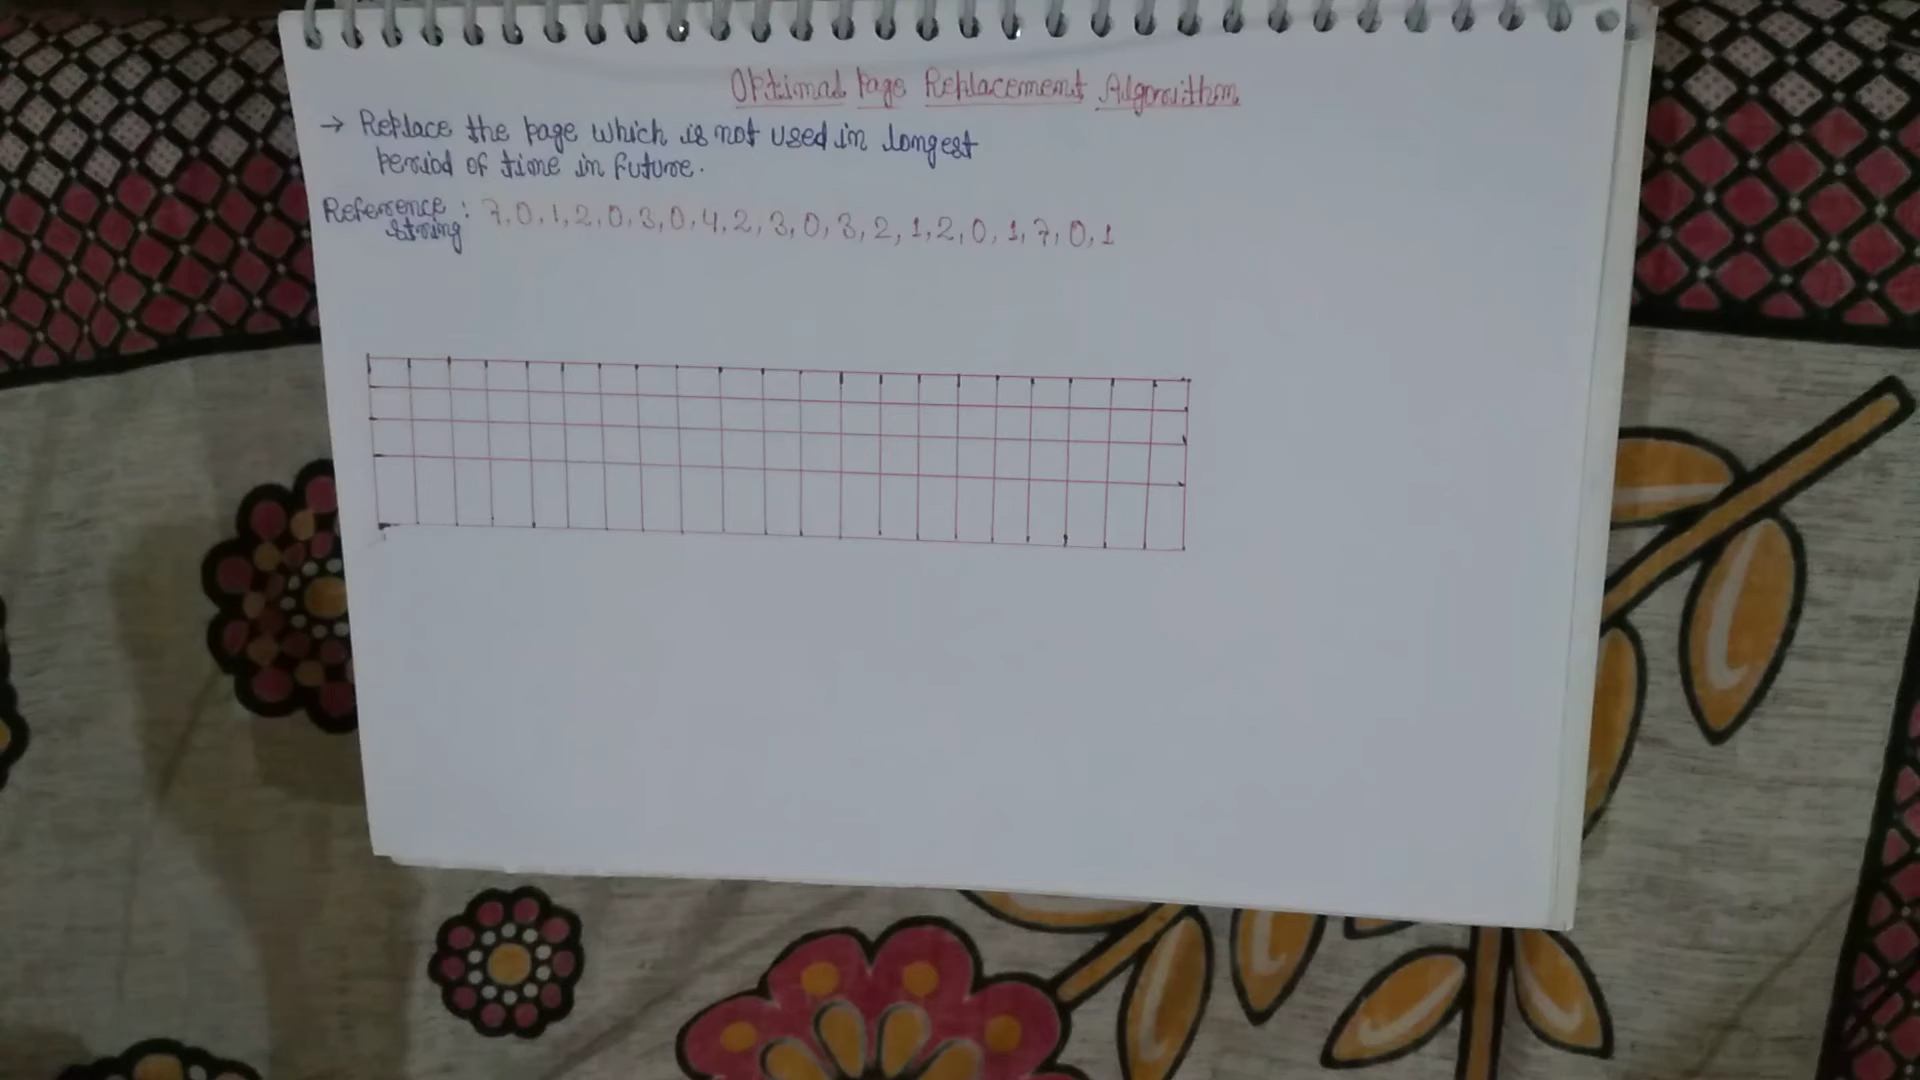 Optimal Page Replacement Algorithm
→ Replace the page which is not used in longest
period of time in future.
Reference : 7,0,1,2,0,3,0,4,2,3,0,3,2,1,2,0,1,7,0,1
string